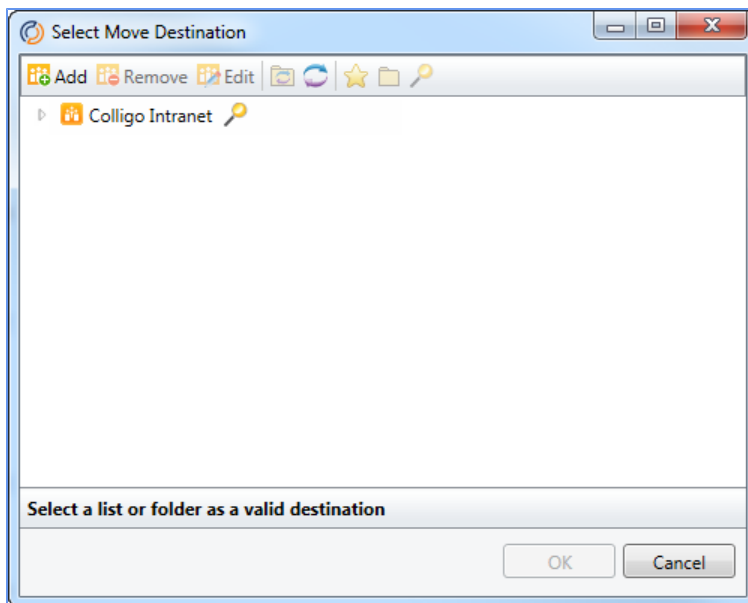 Select Move Destination
Add Remove Edit
Colligo Intranet
Select a list or folder as a valid destination
OK Cancel